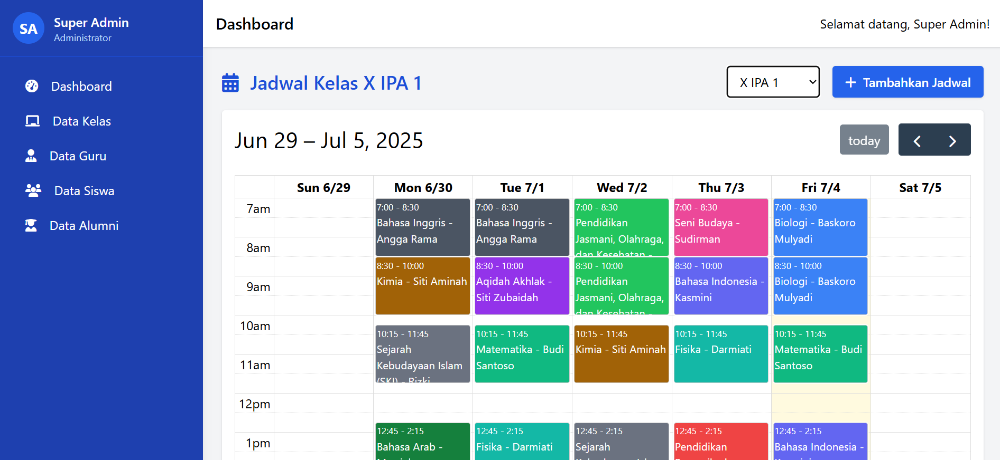 SA
Super Admin
Administrator
Dashboard
Data Kelas
Data Guru
Data Siswa
Data Alumni
Dashboard
Selamat datang, Super Admin!
Jadwal Kelas X IPA 1
X IPA 1
Tambahkan Jadwal
Jun 29 – Jul 5, 2025
today
Sun 6/29
Mon 6/30
Tue 7/1
Wed 7/2
Thu 7/3
Fri 7/4
Sat 7/5
7am
7:00 - 8:30
Bahasa Inggris -
Angga Rama
7:00 - 8:30
Bahasa Inggris -
Angga Rama
7:00 - 8:30
Pendidikan
Jasmani, Olahraga,
dan Kesehatan -
7:00 - 8:30
Seni Budaya -
Sudirman
7:00 - 8:30
Biologi - Baskoro
Mulyadi
8am
8:30 - 10:00
Kimia - Siti Aminah
8:30 - 10:00
Aqidah Akhlak -
Siti Zubaidah
8:30 - 10:00
Pendidikan
Jasmani, Olahraga,
dan Kesehatan -
8:30 - 10:00
Bahasa Indonesia -
Kasmini
8:30 - 10:00
Biologi - Baskoro
Mulyadi
9am
10am
10:15 - 11:45
Sejarah
Kebudayaan Islam
(SKI) - Rizki
10:15 - 11:45
Matematika - Budi
Santoso
10:15 - 11:45
Kimia - Siti Aminah
10:15 - 11:45
Fisika - Darmiati
10:15 - 11:45
Matematika - Budi
Santoso
11am
12pm
12:45 - 2:15
Bahasa Arab -
12:45 - 2:15
Fisika - Darmiati
12:45 - 2:15
Sejarah
12:45 - 2:15
Pendidikan
12:45 - 2:15
Bahasa Indonesia -
1pm